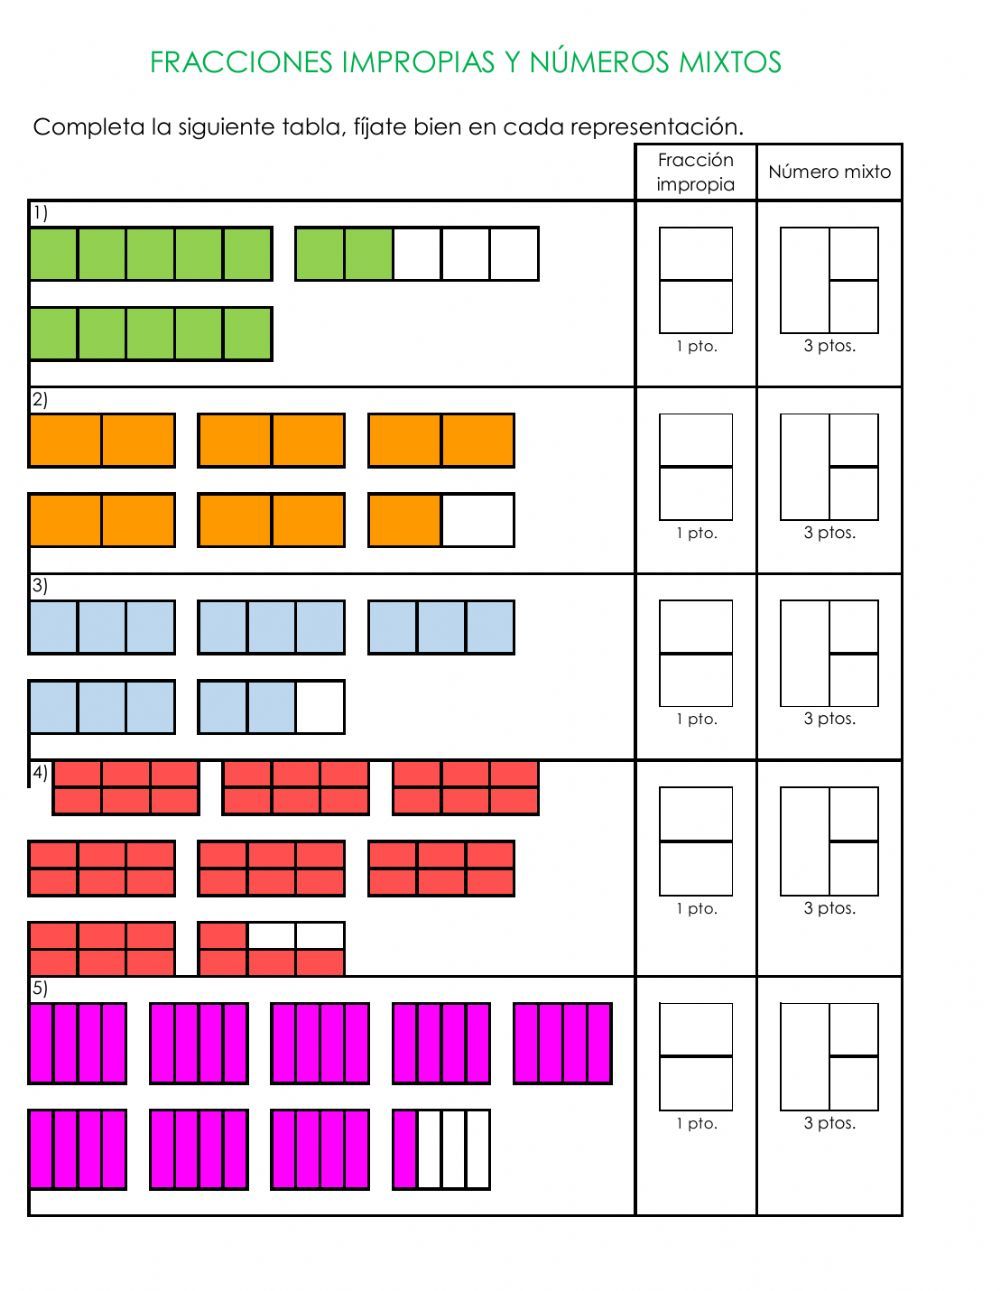 FRACCIONES IMPROPIAS Y NÚMEROS MIXTOS
Completa la siguiente tabla, fíjate bien en cada representación.
Fracción
impropia
Número mixto
1)
1 pto.
3 ptos.
2)
1 pto.
3 ptos.
3)
1 pto.
3 ptos.
4)
1 pto.
3 ptos.
5)
1 pto.
3 ptos.